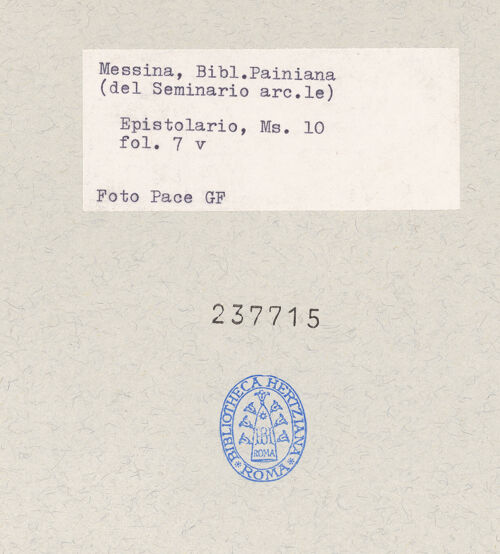 Messina, Bibl.Painiana
(del Seminario arc.le)
Epistolario, Ms. 10
fol. 7 v
Foto Pace GF
237715
BIBLIOTHECA HERTZIANA
ROMA
* ROMA *